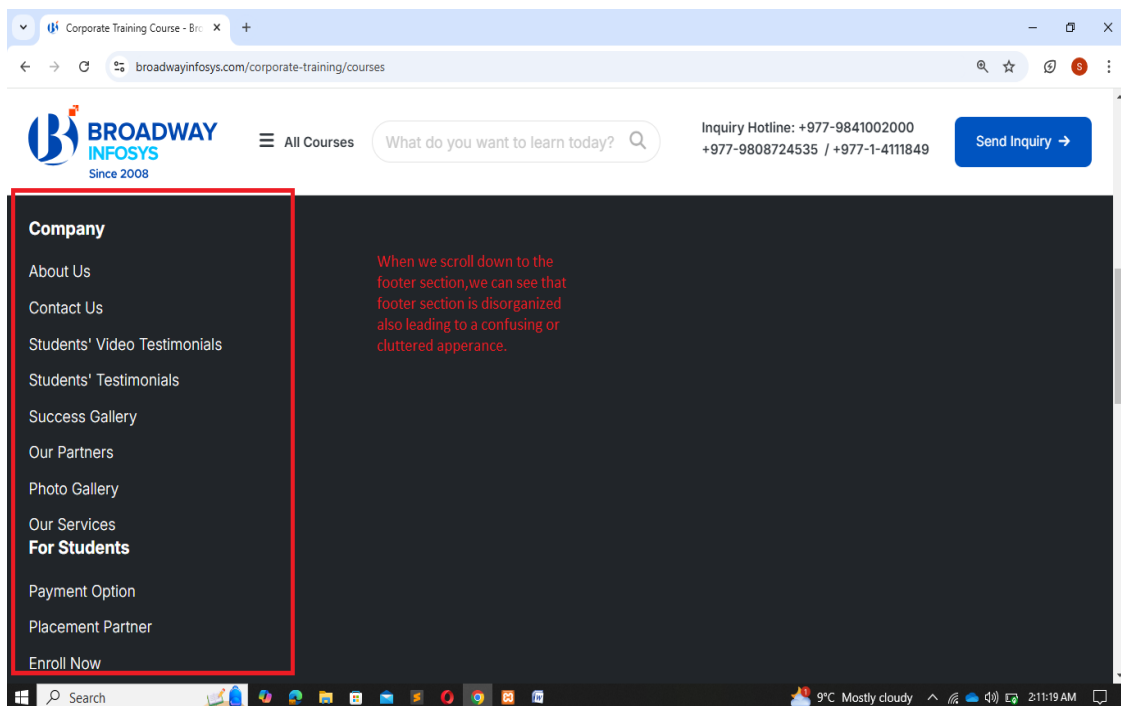 Corporate Training Course - Bro
broadwayinfosys.com/corporate-training/courses
S
BROADWAY
INFOSYS
Since 2008
All Courses
What do you want to learn today?
Inquiry Hotline: +977-9841002000
+977-9808724535 / +977-1-4111849
Send Inquiry →
Company
About Us
Contact Us
Students' Video Testimonials
Students' Testimonials
Success Gallery
Our Partners
Photo Gallery
Our Services
For Students
Payment Option
Placement Partner
Enroll Now
When we scroll down to the
footer section,we can see that
footer section is disorganized
also leading to a confusing or
cluttered apperance.
Search
9°C Mostly cloudy
2:11:19 AM